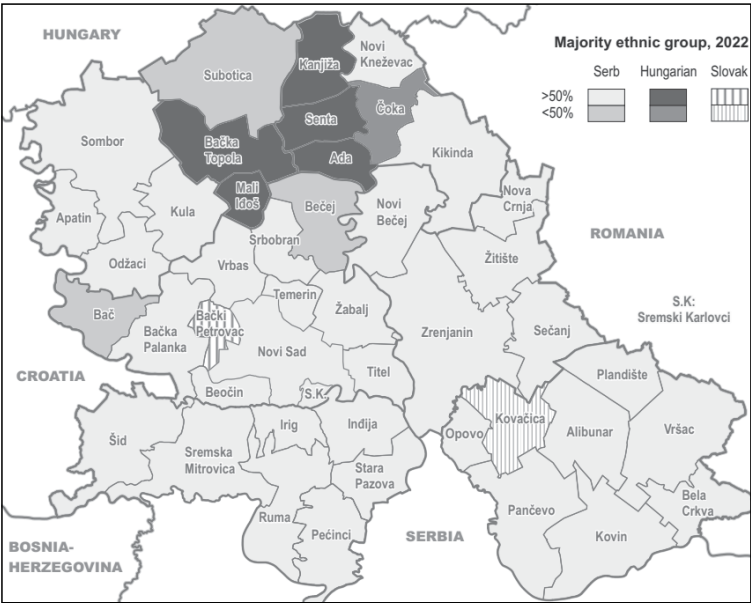 HUNGARY
Majority ethnic group, 2022
Serb
Hungarian
Slovak
>50%
<50%
Subotica
Kanjiža
Novi
Kneževac
Čoka
Senta
Sombor
Bačka
Topola
Ada
Kikinda
Mali
Iđoš
Bečej
Novi
Bečej
Nova
Crnja
Apatin
Kula
Srbobran
ROMANIA
Odžaci
Vrbas
Žitište
Bač
Temerin
Žabalj
S.K:
Sremski Karlovci
Bačka
Palanka
Bački
Petrovac
Zrenjanin
Sečanj
Novi Sad
Titel
CROATIA
Beočin
S.K.
Plandište
Kovačica
Opovo
Alibunar
Vršac
Šid
Irig
Inđija
Sremska
Mitrovica
Stara
Pazova
Ruma
Pećinci
SERBIA
Pančevo
Kovin
Bela
Crkva
BOSNIA-
HERZEGOVINA